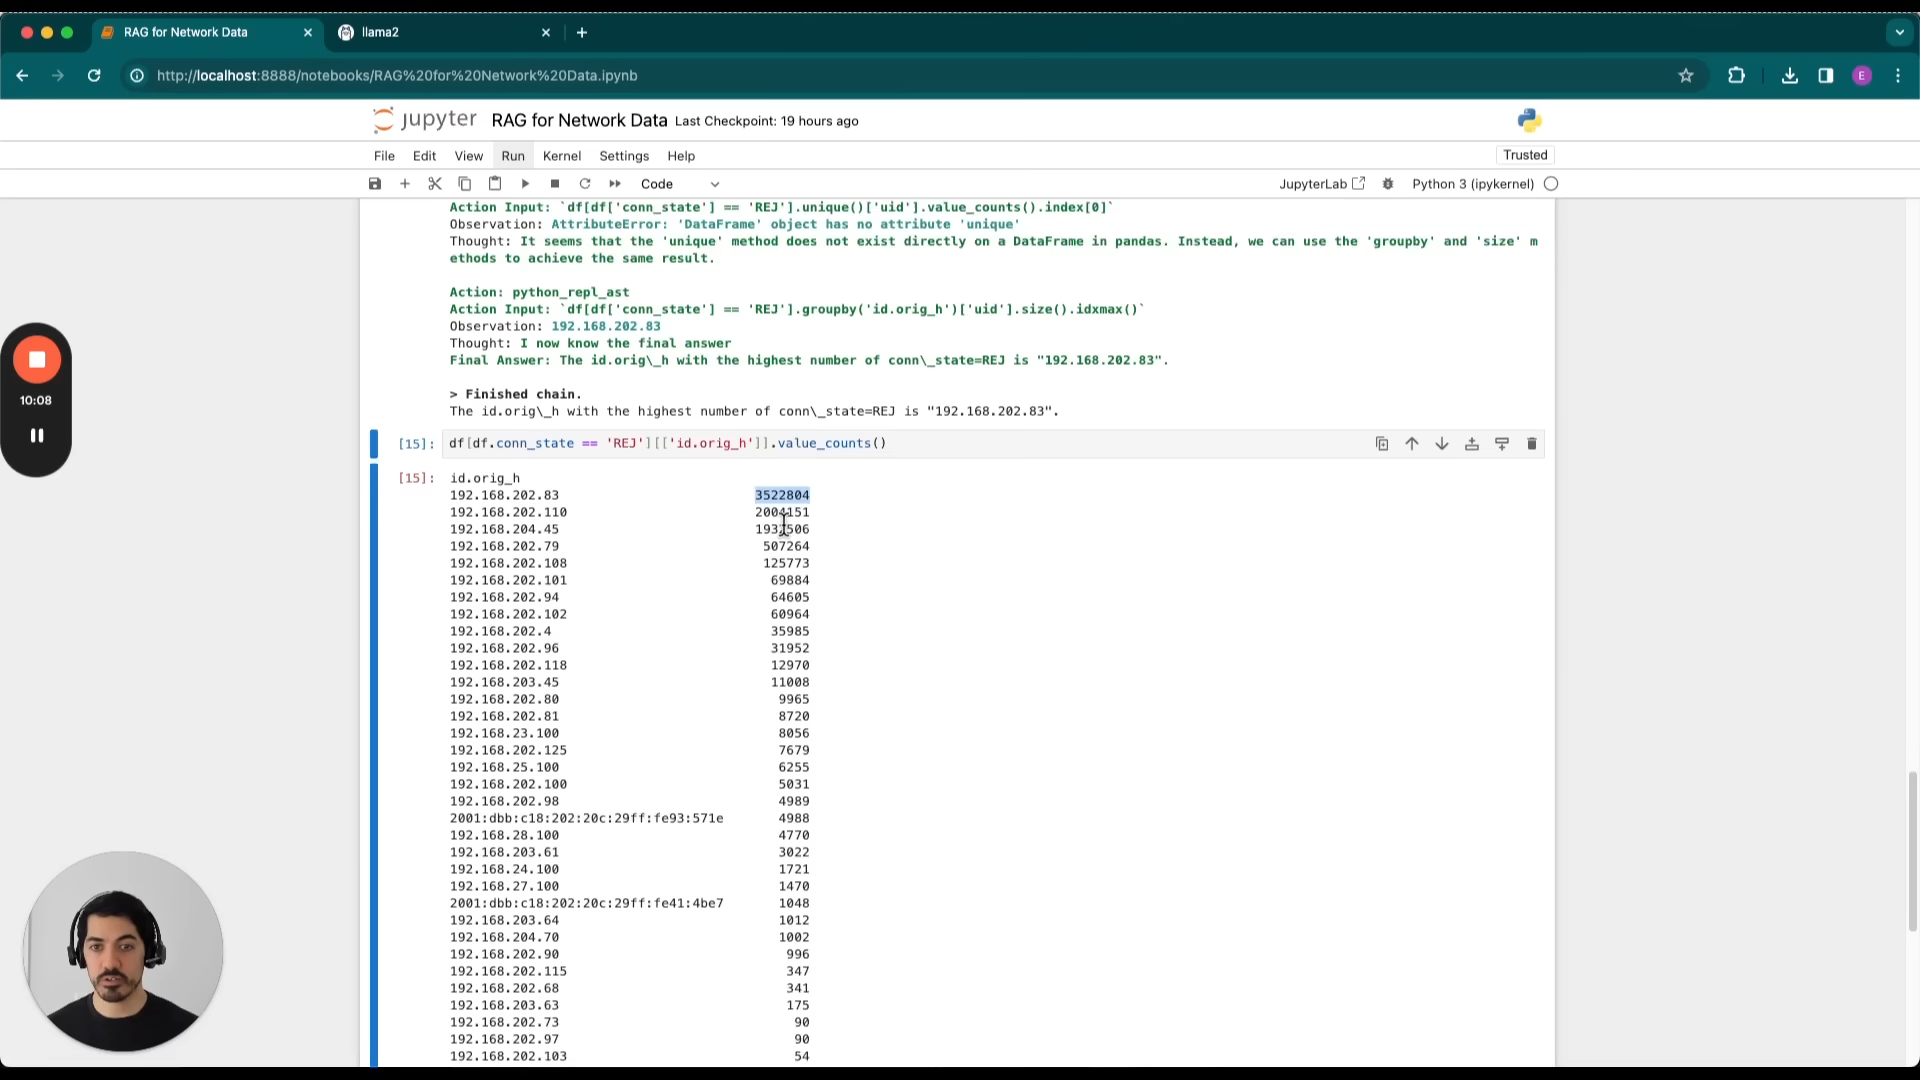 RAG for Network Data
llama2
http://localhost:8888/notebooks/RAG%20for%20Network%20Data.ipynb
E
jupyter RAG for Network Data Last Checkpoint: 19 hours ago
File Edit View Run Kernel Settings Help
Trusted
Code
JupyterLab
Python 3 (ipykernel)
Action Input: `df[df['conn_state'] == 'REJ'].unique()['uid'].value_counts().index[0]`
Observation: AttributeError: 'DataFrame' object has no attribute 'unique'
Thought: It seems that the 'unique' method does not exist directly on a DataFrame in pandas. Instead, we can use the 'groupby' and 'size' m
ethods to achieve the same result.
Action: python_repl_ast
Action Input: `df[df['conn_state'] == 'REJ'].groupby('id.orig_h')['uid'].size().idxmax()`
Observation: 192.168.202.83
Thought: I now know the final answer
Final Answer: The id.orig\_h with the highest number of conn\_state=REJ is "192.168.202.83".
> Finished chain.
The id.orig\_h with the highest number of conn\_state=REJ is "192.168.202.83".
10:08
[15]: df[df.conn_state == 'REJ'][['id.orig_h']].value_counts()
[15]: id.orig_h
192.168.202.83 3522804
192.168.202.110 2004151
192.168.204.45
192.168.202.79 507264
192.168.202.108 125773
192.168.202.101 69884
192.168.202.94 64605
192.168.202.102 60964
192.168.202.4 35985
192.168.202.96 31952
192.168.202.118 12970
192.168.203.45 11008
192.168.202.80 9965
192.168.202.81 8720
192.168.23.100 8056
192.168.202.125 7679
192.168.25.100 6255
192.168.202.100 5031
192.168.202.98 4989
2001:dbb:c18:202:20c:29ff:fe93:571e 4988
192.168.28.100 4770
192.168.203.61 3022
192.168.24.100 1721
192.168.27.100 1470
2001:dbb:c18:202:20c:29ff:fe41:4be7 1048
192.168.203.64 1012
192.168.204.70 1002
192.168.202.90 996
192.168.202.115 347
192.168.202.68 341
192.168.203.63 175
192.168.202.73 90
192.168.202.97 90
192.168.202.103 54